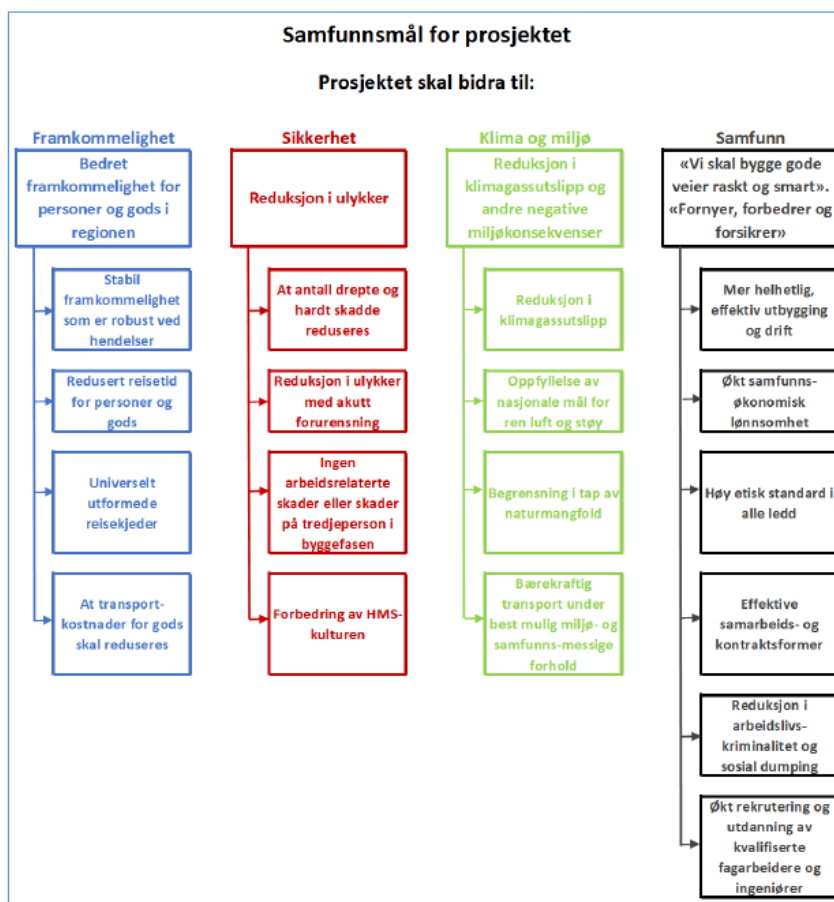 Samfunnsmål for prosjektet
Prosjektet skal bidra til:
Framkommelighet
Bedret
framkommelighet for
personer og gods i
regionen
Stabil
framkommelighet
som er robust ved
hendelser
Redusert reisetid
for personer og
gods
Universelt
utformede
reisekjeder
At transport-
kostnader for gods
skal reduseres
Sikkerhet
Reduksjon i ulykker
At antall drepte og
hardt skadde
reduseres
Reduksjon i ulykker
med akutt
forurensning
Ingen
arbeidsrelaterte
skader eller skader
på tredjeperson i
byggefasen
Forbedring av HMS-
kulturen
Klima og miljø
Reduksjon i
klimagassutslipp og
andre negative
miljøkonsekvenser
Reduksjon i
klimagassutslipp
Oppfyllelse av
nasjonale mål for
ren luft og støy
Begrensning i tap av
naturmangfold
Bærekraftig
transport under
best mulig miljø- og
samfunns-messige
forhold
Samfunn
«Vi skal bygge gode
veier raskt og smart».
«Fornyer, forbedrer og
forsikrer»
Mer helhetlig,
effektiv utbygging
og drift
Økt samfunns-
økonomisk
lønnsomhet
Høy etisk standard i
alle ledd
Effektive
samarbeids- og
kontraktsformer
Reduksjon i
arbeidslivs-
kriminalitet og
sosial dumping
Økt rekrutering og
utdanning av
kvalifiserte
fagarbeidere og
ingeniører